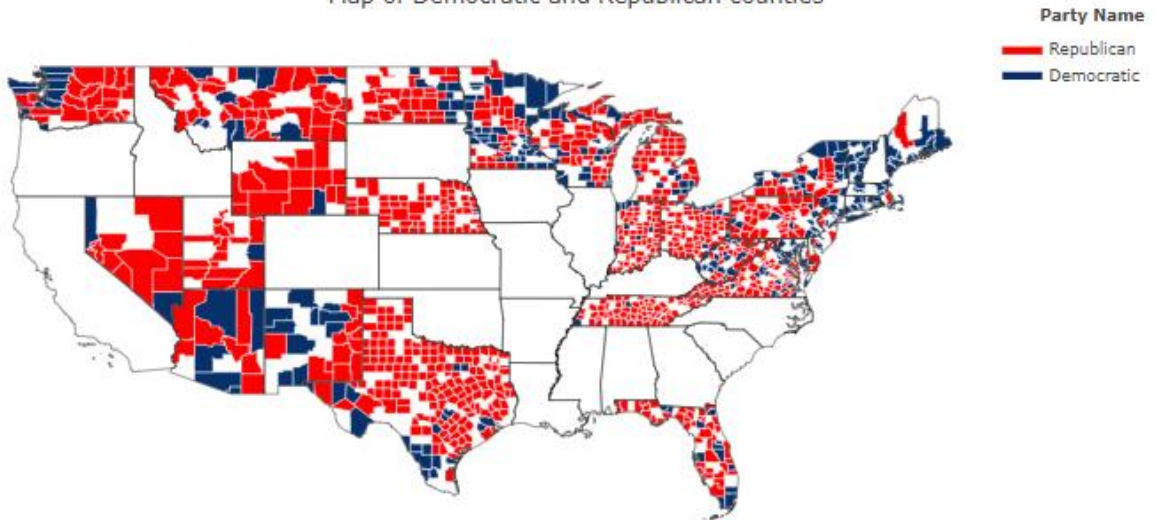 Map of Democratic and Republican counties
Party Name
Republican
Democratic